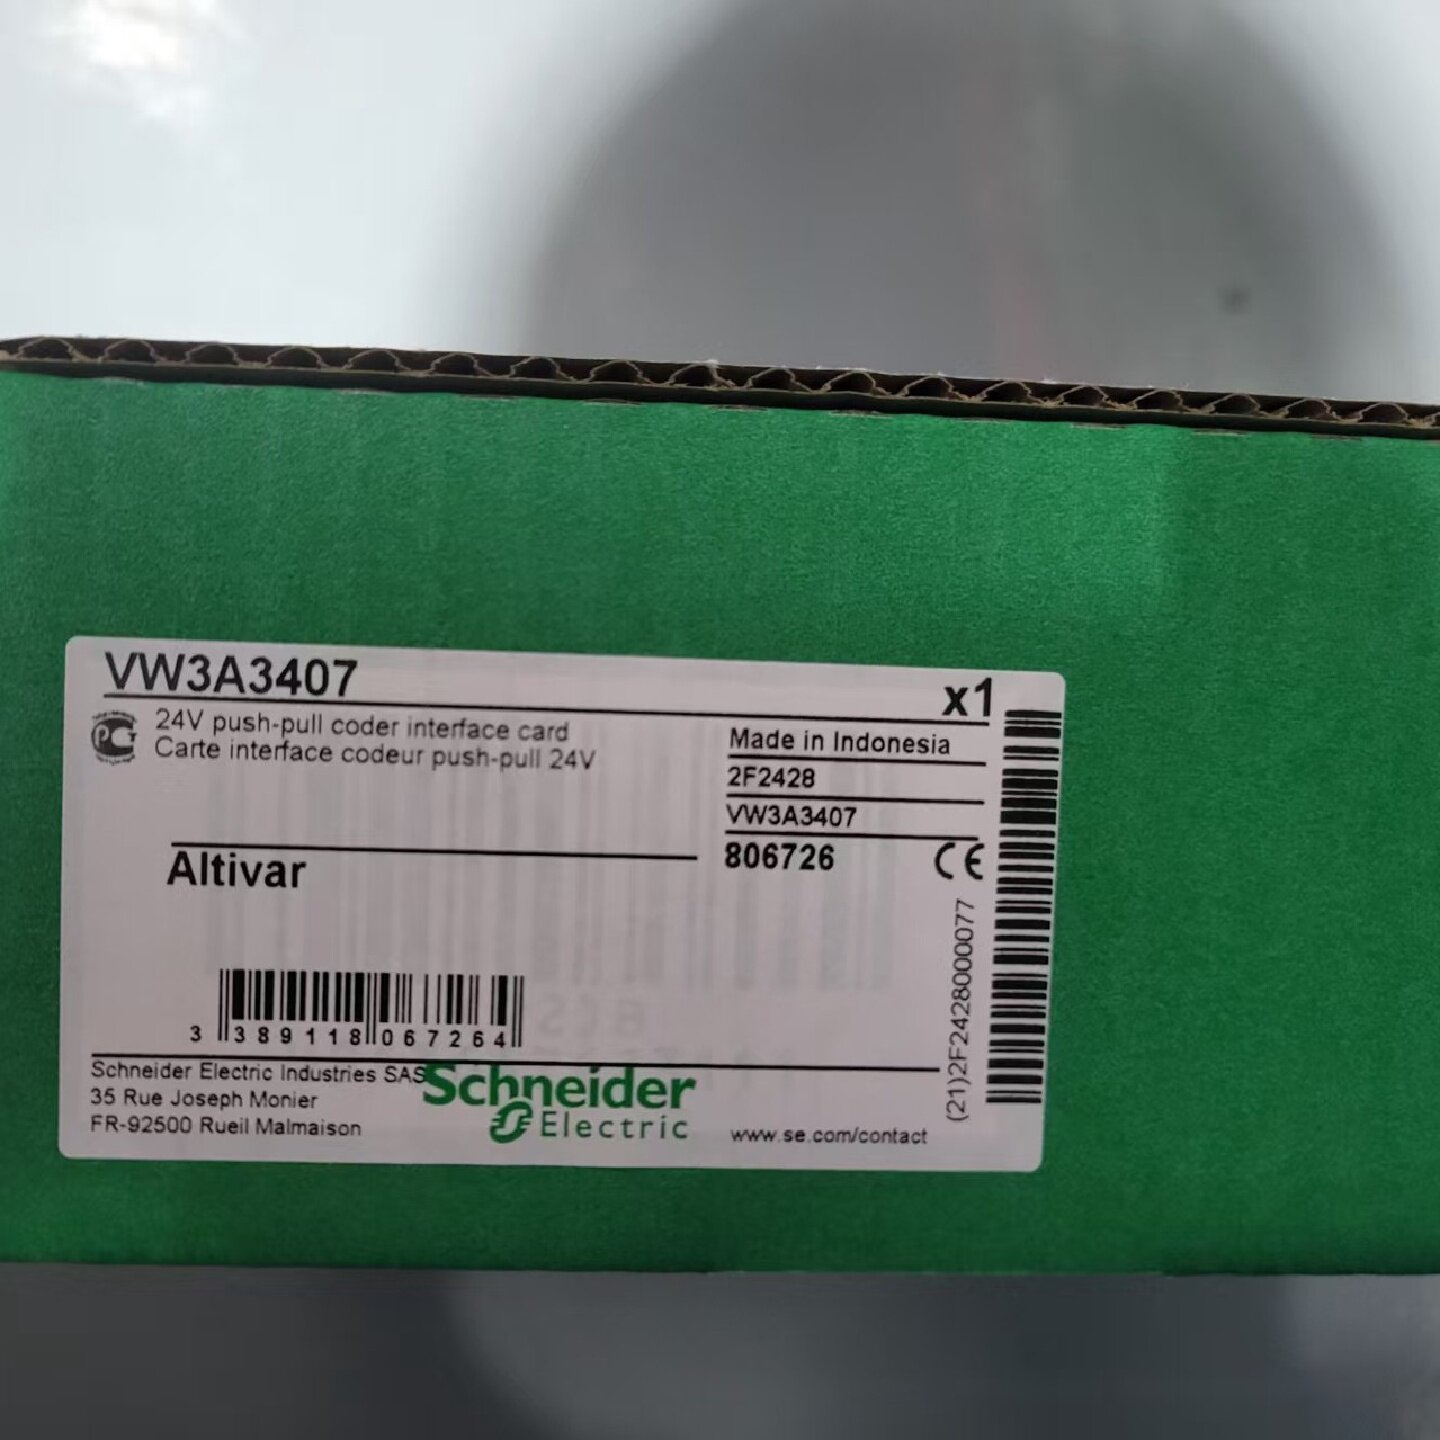 VW3A3407
x1
24V push-pull coder interface card
Carte interface codeur push-pull 24V
Made in Indonesia
2F2428
VW3A3407
806726
CE
Altivar
(21)2F2428000077
3 389118 067264
Schneider Electric Industries SAS
35 Rue Joseph Monier
FR-92500 Rueil Malmaison
Schneider
Electric
www.se.com/contact